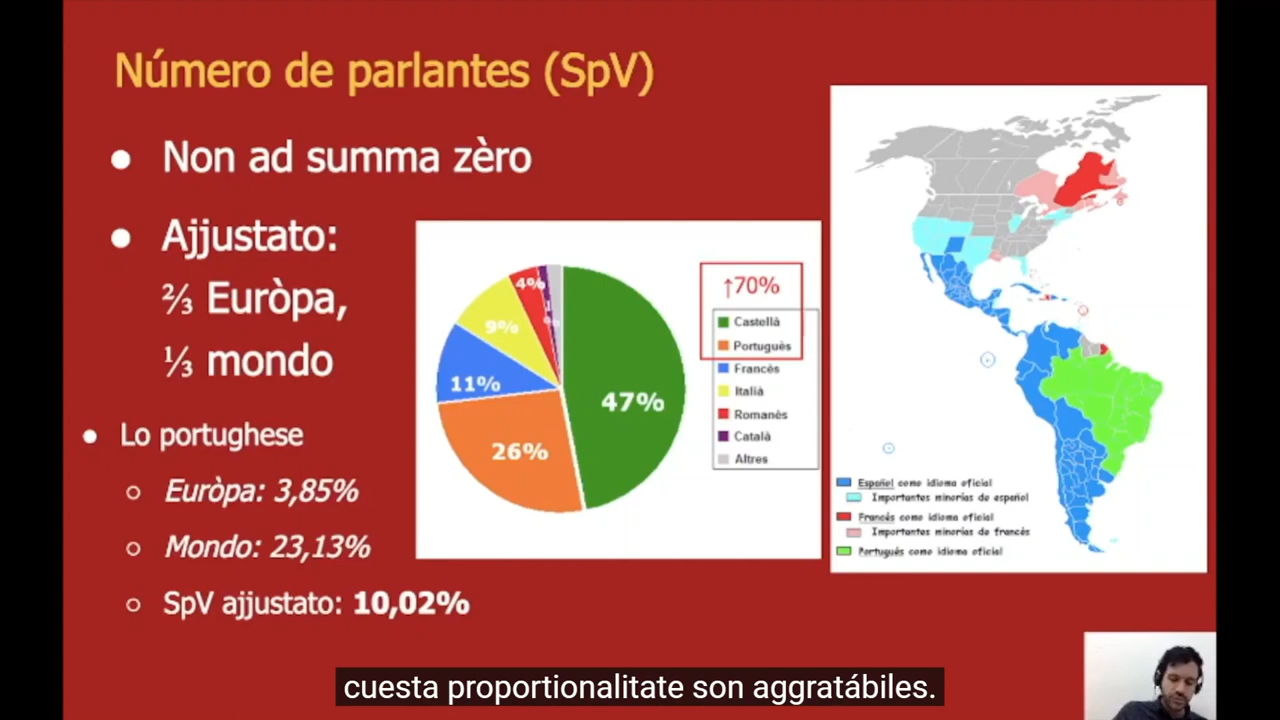 Número de parlantes (SpV)
● Non ad summa zèro
● Ajjustato:
⅔ Euròpa,
⅓ mondo
● Lo portughese
○ Euròpa: 3,85%
○ Mondo: 23,13%
○ SpV ajjustato: 10,02%
47%
26%
11%
9%
4%
↑70%
Castellà
Portuguès
Francès
Italià
Romanès
Català
Altres
Español como idioma oficial
Importantes minorías de español
Francés como idioma oficial
Importantes minorías de francés
Portugués como idioma oficial
cuesta proportionalitate son aggratábiles.